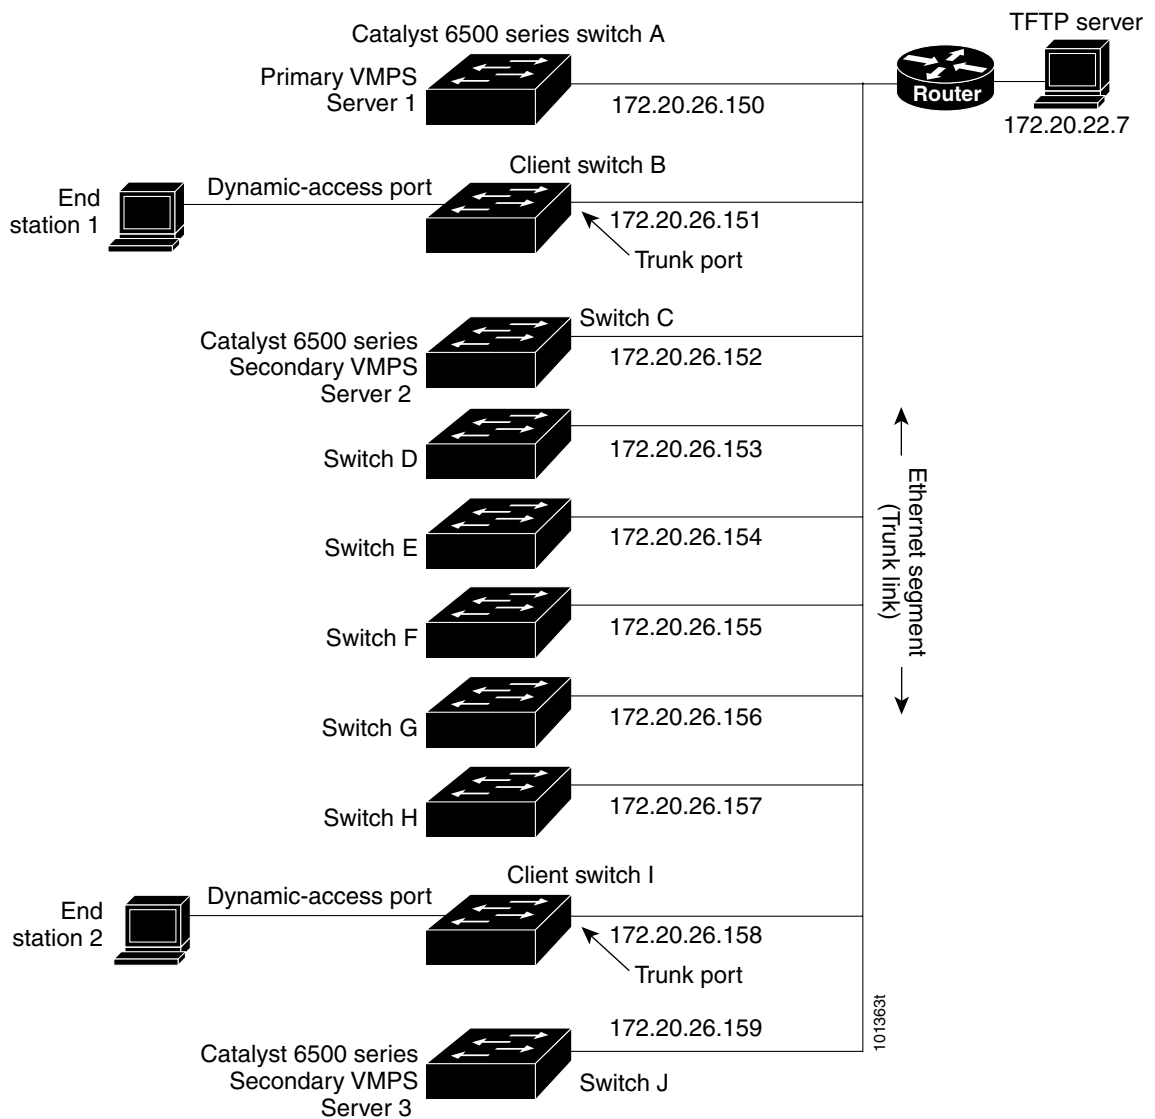 Catalyst 6500 series switch A
TFTP server
Primary VMPS
Server 1
172.20.26.150
Router
172.20.22.7
Client switch B
End
station 1
Dynamic-access port
172.20.26.151
Trunk port
Switch C
Catalyst 6500 series
Secondary VMPS
Server 2
172.20.26.152
Switch D
172.20.26.153
Switch E
172.20.26.154
Switch F
172.20.26.155
Ethernet segment
(Trunk link)
Switch G
172.20.26.156
Switch H
172.20.26.157
Client switch I
End
station 2
Dynamic-access port
172.20.26.158
Trunk port
172.20.26.159
Catalyst 6500 series
Secondary VMPS
Server 3
Switch J
101363t